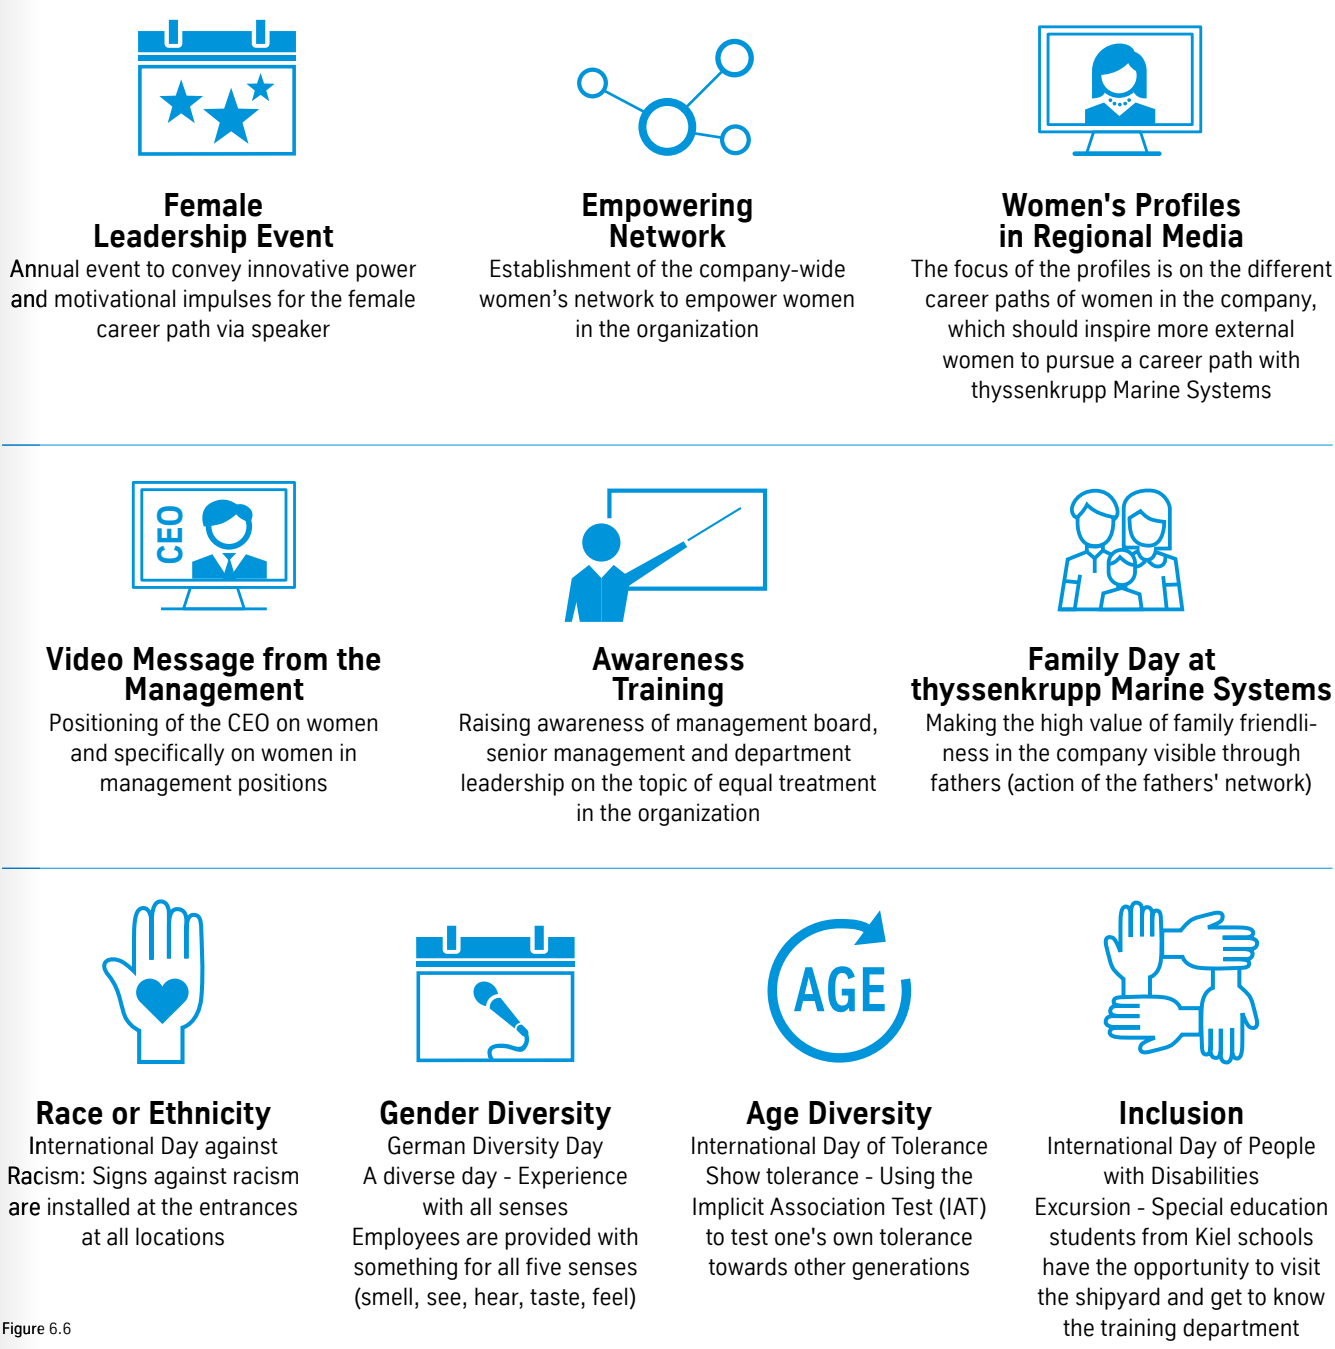 Female
Leadership Event
Annual event to convey innovative power
and motivational impulses for the female
career path via speaker
Empowering
Network
Establishment of the company-wide
women's network to empower women
in the organization
Women's Profiles
in Regional Media
The focus of the profiles is on the different
career paths of women in the company,
which should inspire more external
women to pursue a career path with
thyssenkrupp Marine Systems
CEO
Video Message from the
Management
Positioning of the CEO on women
and specifically on women in
management positions
Awareness
Training
Raising awareness of management board,
senior management and department
leadership on the topic of equal treatment
in the organization
Family Day at
thyssenkrupp Marine Systems
Making the high value of family friendli-
ness in the company visible through
fathers (action of the fathers' network)
Race or Ethnicity
International Day against
Racism: Signs against racism
are installed at the entrances
at all locations
Gender Diversity
German Diversity Day
A diverse day - Experience
with all senses
Employees are provided with
something for all five senses
(smell, see, hear, taste, feel)
AGE
Age Diversity
International Day of Tolerance
Show tolerance - Using the
Implicit Association Test (IAT)
to test one's own tolerance
towards other generations
Inclusion
International Day of People
with Disabilities
Excursion - Special education
students from Kiel schools
have the opportunity to visit
the shipyard and get to know
the training department
Figure 6.6